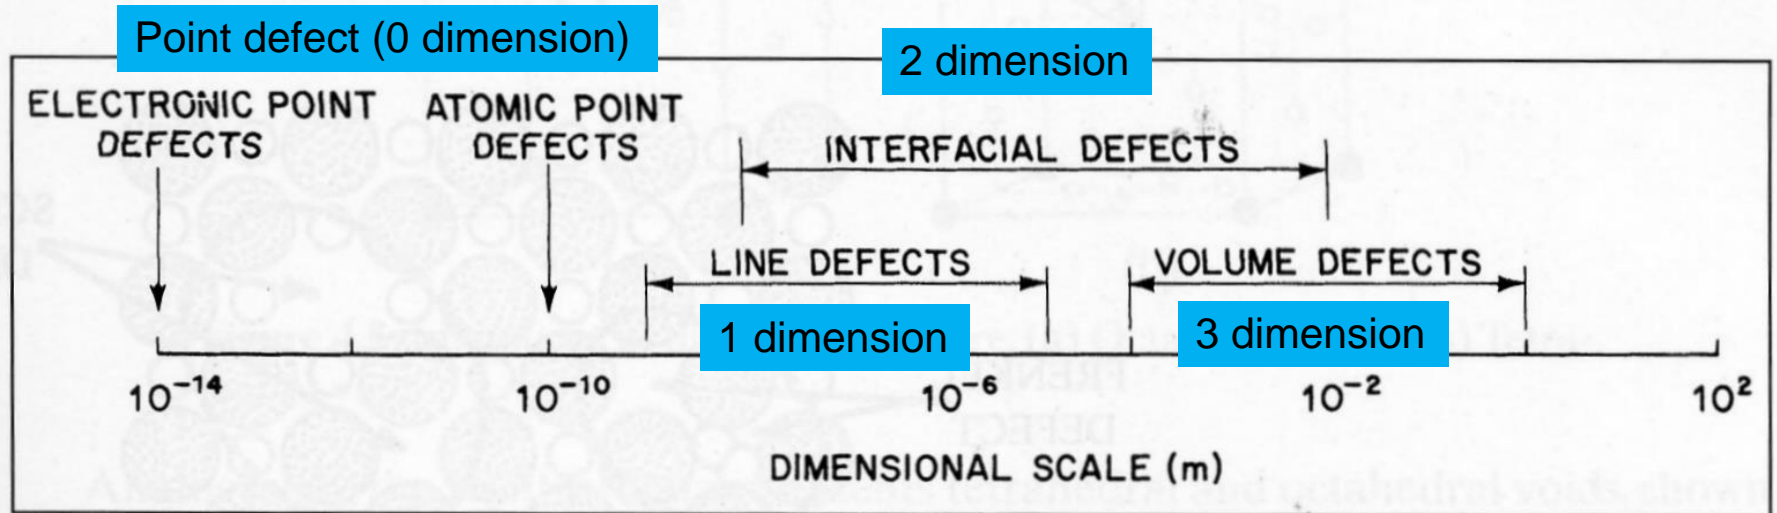 Point defect (0 dimension)
2 dimension
ELECTRONIC POINT
DEFECTS
ATOMIC POINT
DEFECTS
INTERFACIAL DEFECTS
LINE DEFECTS
VOLUME DEFECTS
1 dimension
3 dimension
10⁻¹⁴
10⁻¹⁰
10⁻⁶
10⁻²
10²
DIMENSIONAL SCALE (m)